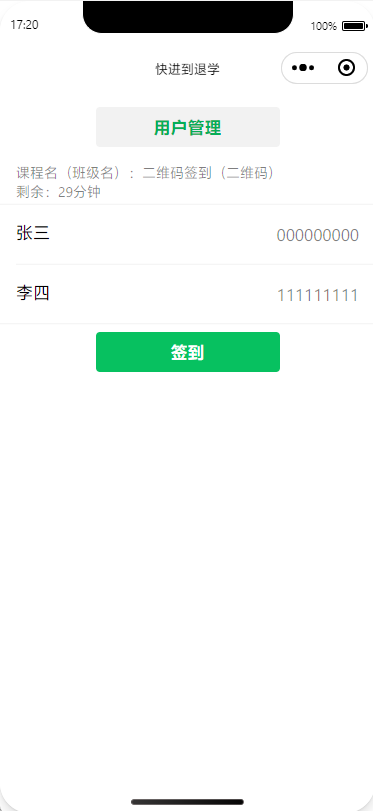 17:20
100%
快进到退学
用户管理
课程名（班级名）：二维码签到（二维码）
剩余：29分钟
张三
000000000
李四
111111111
签到